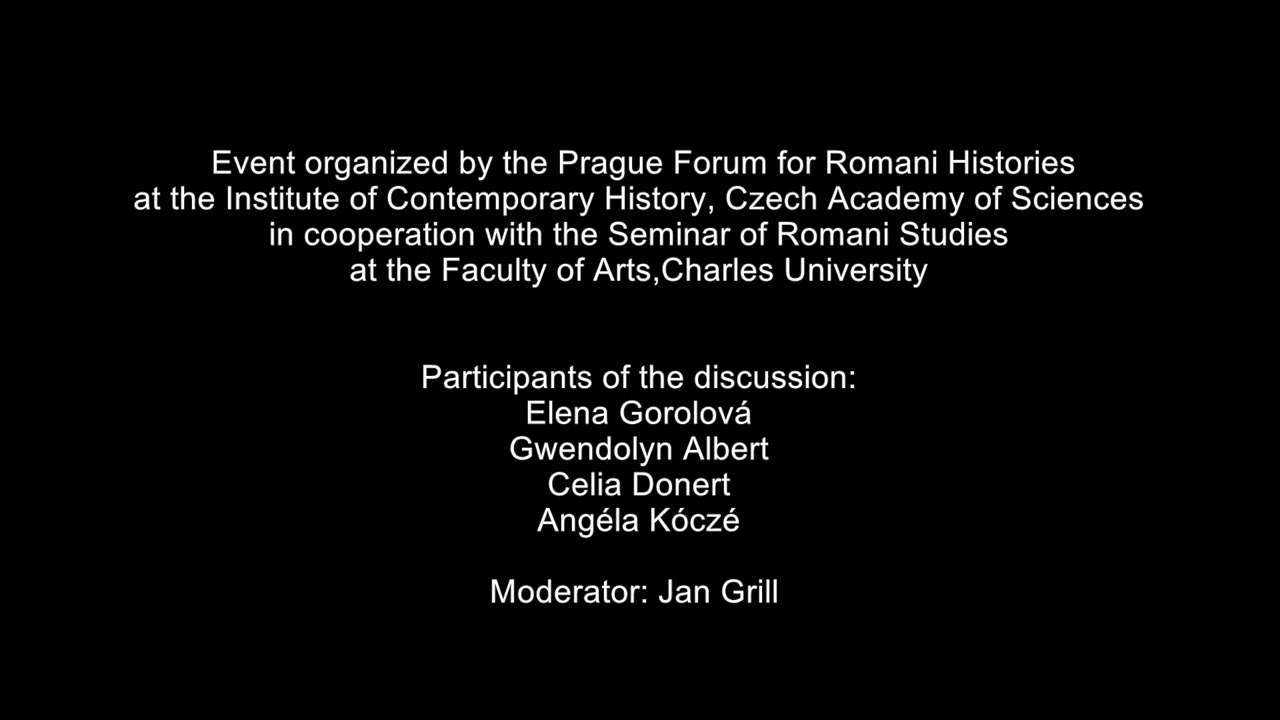 Event organized by the Prague Forum for Romani Histories
at the Institute of Contemporary History, Czech Academy of Sciences
in cooperation with the Seminar of Romani Studies
at the Faculty of Arts,Charles University
Participants of the discussion:
Elena Gorolová
Gwendolyn Albert
Celia Donert
Angéla Kóczé
Moderator: Jan Grill